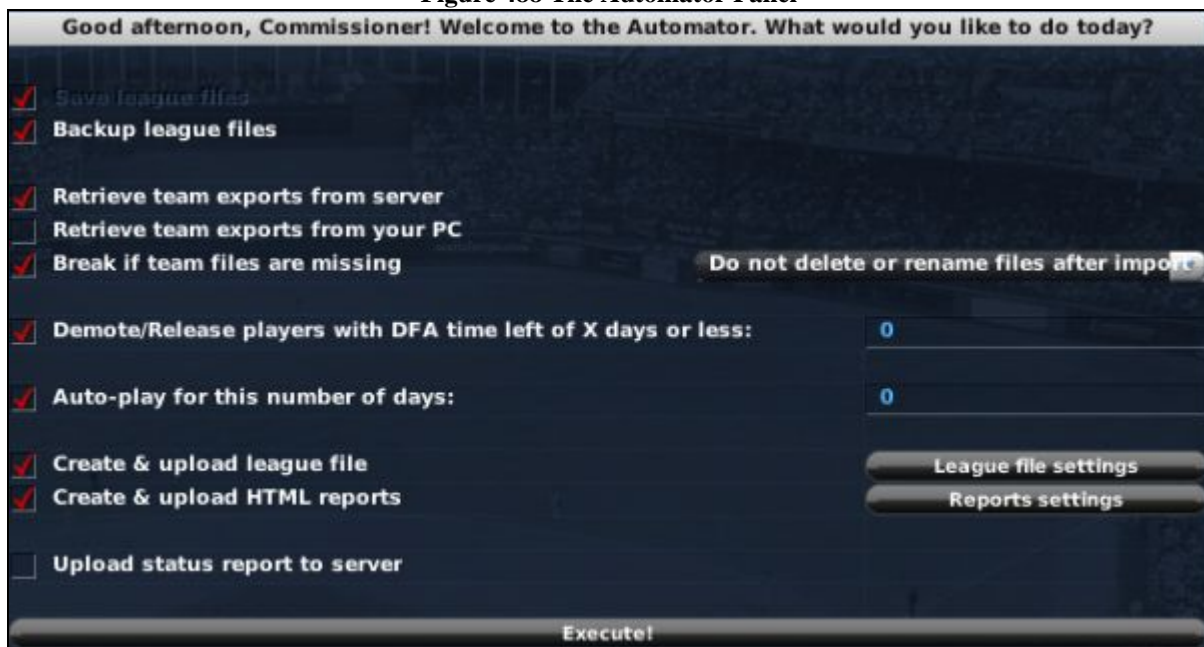 Good afternoon, Commissioner! Welcome to the Automator. What would you like to do today?
Save league files
Backup league files
Retrieve team exports from server
Retrieve team exports from your PC
Break if team files are missing
Do not delete or rename files after import
Demote/Release players with DFA time left of X days or less:
0
Auto-play for this number of days:
0
Create & upload league file
League file settings
Create & upload HTML reports
Reports settings
Upload status report to server
Execute!